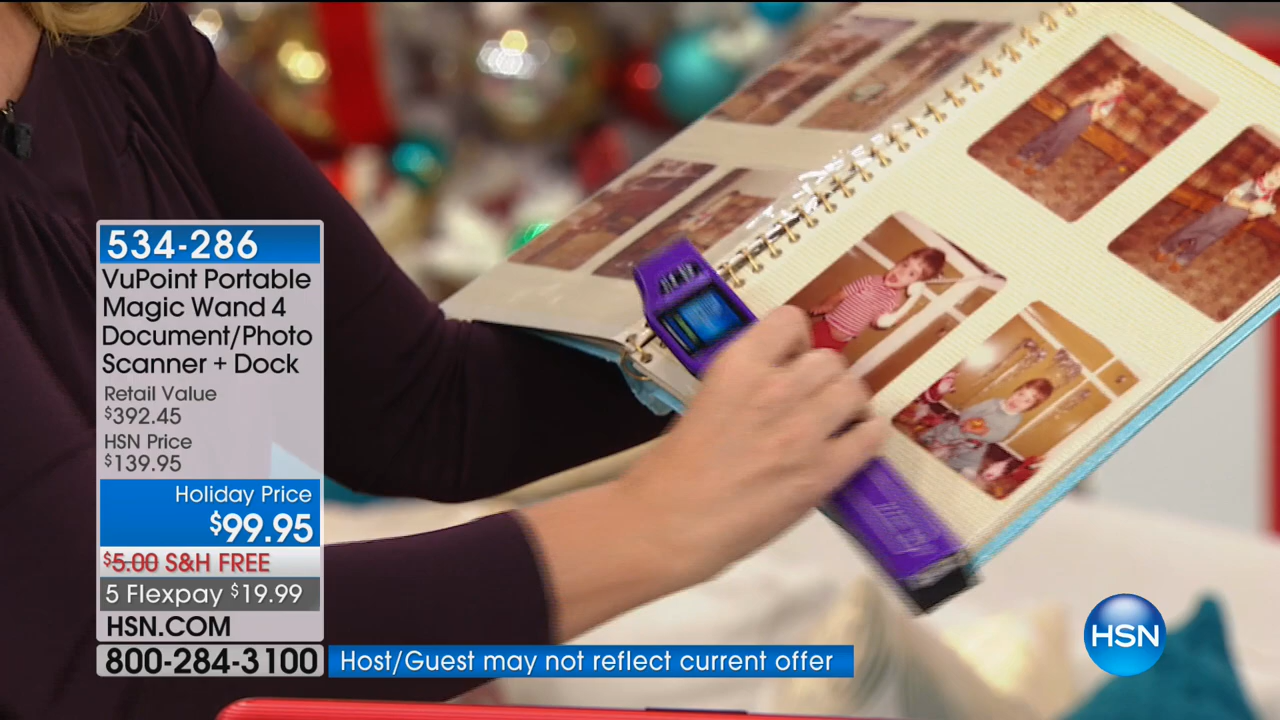 534-286
VuPoint Portable
Magic Wand 4
Document/Photo
Scanner + Dock
Retail Value
$392.45
HSN Price
$139.95
Holiday Price
$99.95
$5.00 S&H FREE
5 Flexpay $19.99
HSN.COM
800-284-3100
Host/Guest may not reflect current offer
HSN